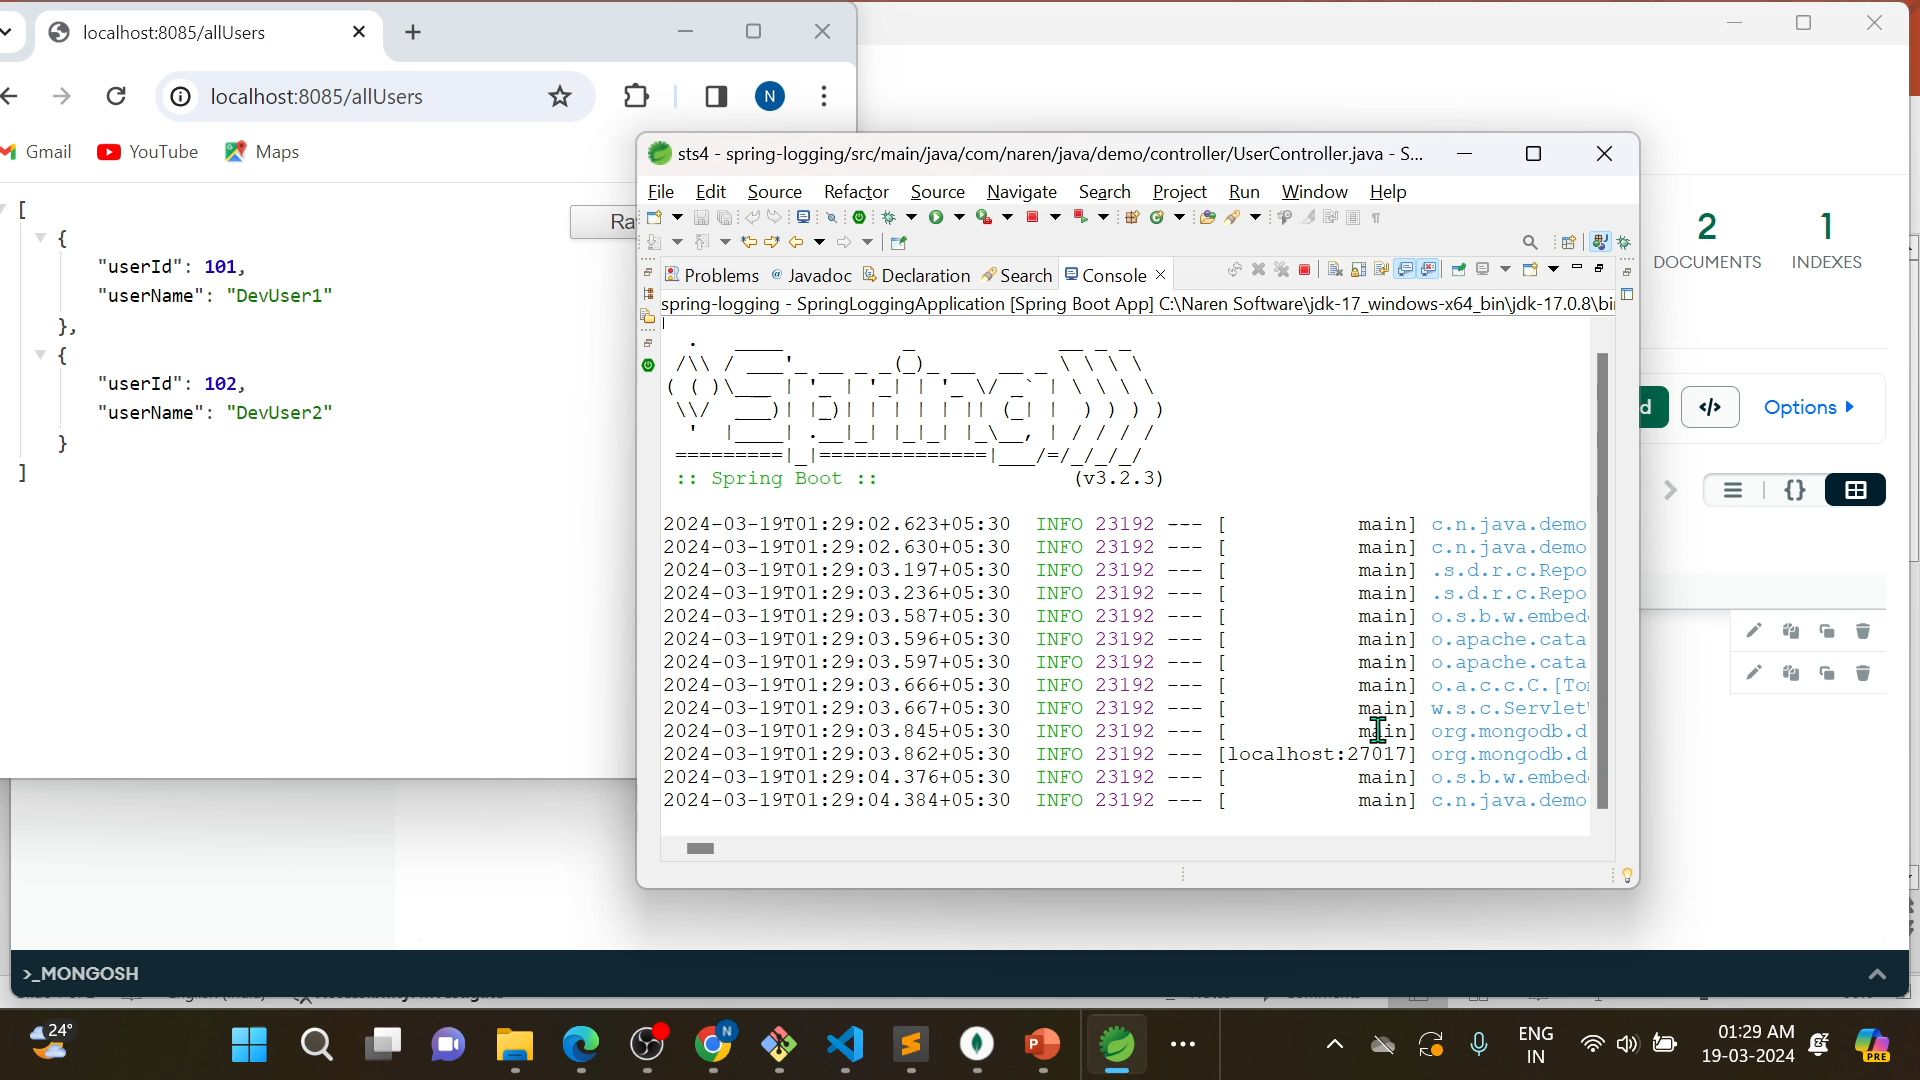 localhost:8085/allUsers
localhost:8085/allUsers
N
Gmail
YouTube
Maps
[
{
"userId": 101,
"userName": "DevUser1"
},
{
"userId": 102,
"userName": "DevUser2"
}
]
sts4 - spring-logging/src/main/java/com/naren/java/demo/controller/UserController.java - S...
File Edit Source Refactor Source Navigate Search Project Run Window Help
Problems Javadoc Declaration Search Console
spring-logging - SpringLoggingApplication [Spring Boot App] C:\Naren Software\jdk-17_windows-x64_bin\jdk-17.0.8\bi
:: Spring Boot :: (v3.2.3)
2024-03-19T01:29:02.623+05:30 INFO 23192 --- [ main] c.n.java.demo
2024-03-19T01:29:02.630+05:30 INFO 23192 --- [ main] c.n.java.demo
2024-03-19T01:29:03.197+05:30 INFO 23192 --- [ main] .s.d.r.c.Repo
2024-03-19T01:29:03.236+05:30 INFO 23192 --- [ main] .s.d.r.c.Repo
2024-03-19T01:29:03.587+05:30 INFO 23192 --- [ main] o.s.b.w.embed
2024-03-19T01:29:03.596+05:30 INFO 23192 --- [ main] o.apache.cata
2024-03-19T01:29:03.597+05:30 INFO 23192 --- [ main] o.apache.cata
2024-03-19T01:29:03.666+05:30 INFO 23192 --- [ main] o.a.c.c.C.[To
2024-03-19T01:29:03.667+05:30 INFO 23192 --- [ main] w.s.c.Servlet
2024-03-19T01:29:03.845+05:30 INFO 23192 --- [ main] org.mongodb.d
2024-03-19T01:29:03.862+05:30 INFO 23192 --- [localhost:27017] org.mongodb.d
2024-03-19T01:29:04.376+05:30 INFO 23192 --- [ main] o.s.b.w.embed
2024-03-19T01:29:04.384+05:30 INFO 23192 --- [ main] c.n.java.demo
2
DOCUMENTS
1
INDEXES
Options
>_MONGOSH
24°
ENG
IN
01:29 AM
19-03-2024
PRE